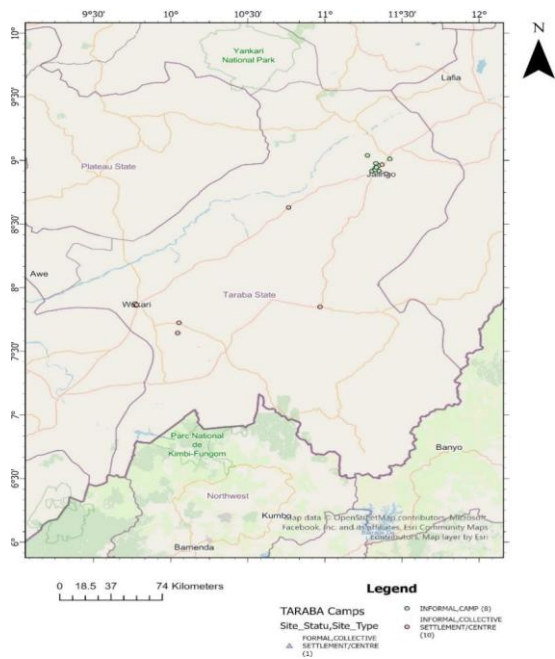 9°30' 10° 10°30' 11° 11°30' 12°
N
10°
Yankari
National Park
Lafia
9°30'
9°
Plateau State
Jalingo
8°30'
Awe
8°
Wukari
Taraba State
7°30'
7°
Parc National
de
Kimbi-Fungom
Banyo
6°30'
Northwest
Kumbo
Map data © OpenStreetMap contributors, Microsoft,
Facebook, Inc. and its affiliates, Esri Community Maps
contributors, Map layer by Esri
6°
Bamenda
0 18.5 37 74 Kilometers
Legend
TARABA Camps
Site_Statu,Site_Type
FORMAL,COLLECTIVE
SETTLEMENT/CENTRE
(1)
INFORMAL,CAMP (8)
INFORMAL,COLLECTIVE
SETTLEMENT/CENTRE
(10)